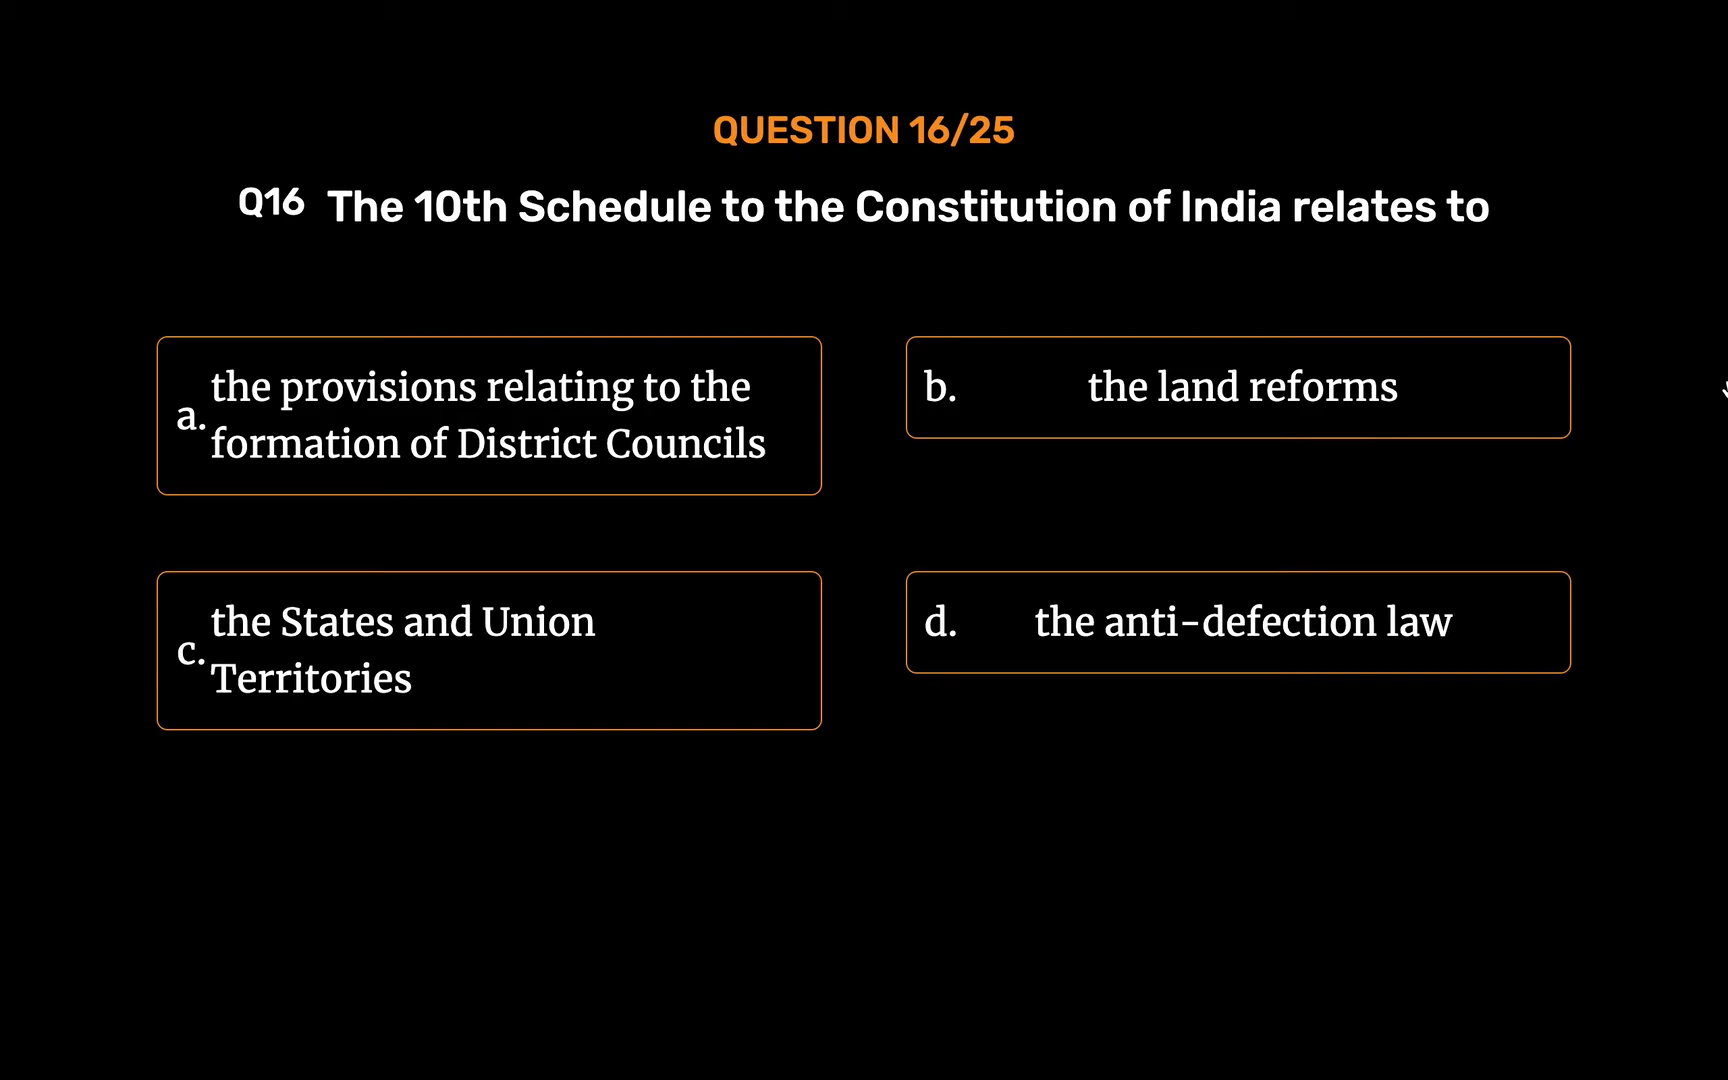 QUESTION 16/25
Q16 The 10th Schedule to the Constitution of India relates to
a. the provisions relating to the
formation of District Councils
b. the land reforms
c. the States and Union
Territories
d. the anti-defection law